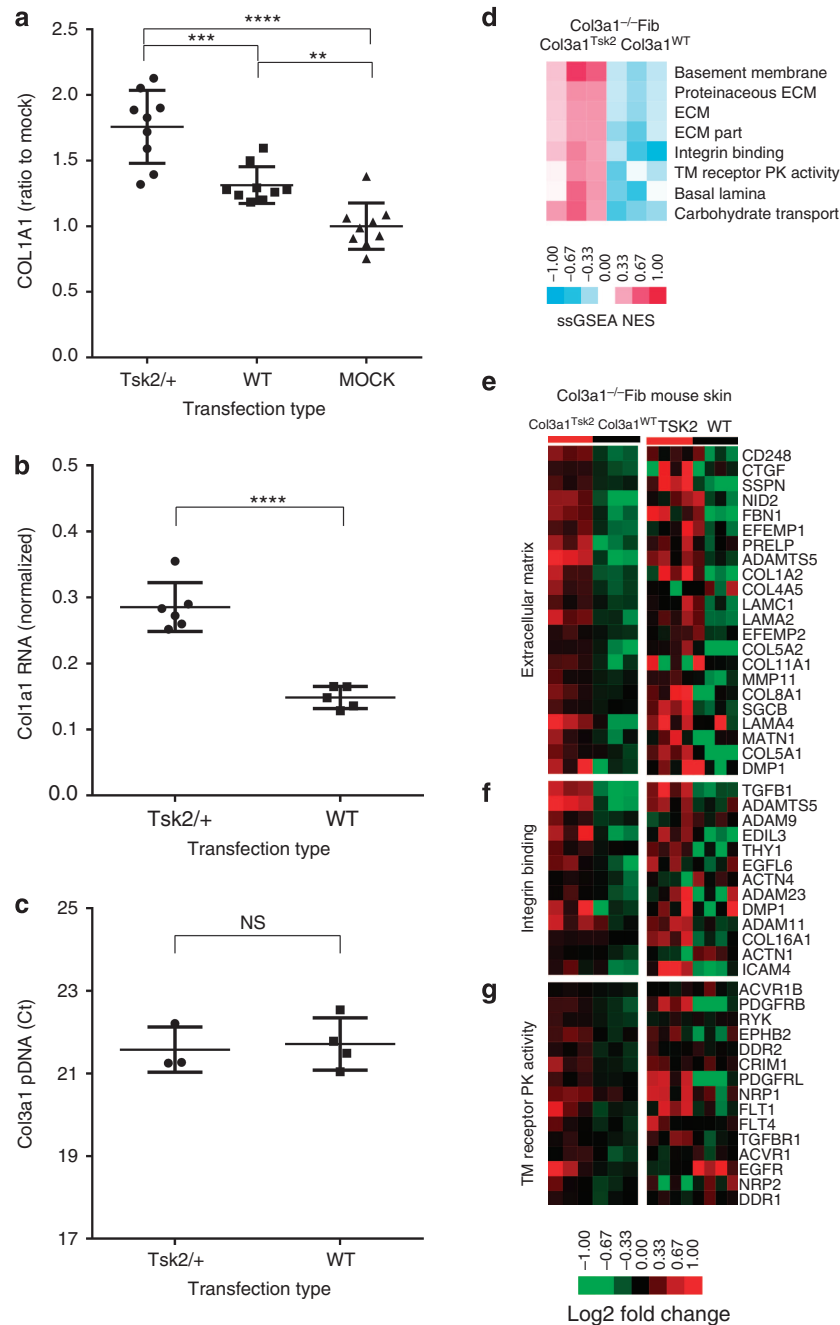 a
****
***
**
2.5
2.0
1.5
1.0
0.5
0.0
COL1A1 (ratio to mock)
Tsk2/+ WT MOCK
Transfection type
b
****
0.5
0.4
0.3
0.2
0.1
0.0
Col1a1 RNA (normalized)
Tsk2/+ WT
Transfection type
c
NS
25
23
21
19
17
Col3a1 pDNA (Ct)
Tsk2/+ WT
Transfection type
d
Col3a1–/–Fib
Col3a1Tsk2 Col3a1WT
Basement membrane
Proteinaceous ECM
ECM
ECM part
Integrin binding
TM receptor PK activity
Basal lamina
Carbohydrate transport
–1.00 –0.67 –0.33 0.00 0.33 0.67 1.00
ssGSEA NES
e
Col3a1–/–Fib mouse skin
Col3a1Tsk2 Col3a1WT TSK2 WT
Extracellular matrix
CD248
CTGF
SSPN
NID2
FBN1
EFEMP1
PRELP
ADAMTS5
COL1A2
COL4A5
LAMC1
LAMA2
EFEMP2
COL5A2
COL11A1
MMP11
COL8A1
SGCB
LAMA4
MATN1
COL5A1
DMP1
f
Integrin binding
TGFB1
ADAMTS5
ADAM9
EDIL3
THY1
EGFL6
ACTN4
ADAM23
DMP1
ADAM11
COL16A1
ACTN1
ICAM4
g
TM receptor PK activity
ACVR1B
PDGFRB
RYK
EPHB2
DDR2
CRIM1
PDGFRL
NRP1
FLT1
FLT4
TGFBR1
ACVR1
EGFR
NRP2
DDR1
–1.00 –0.67 –0.33 0.00 0.33 0.67 1.00
Log2 fold change